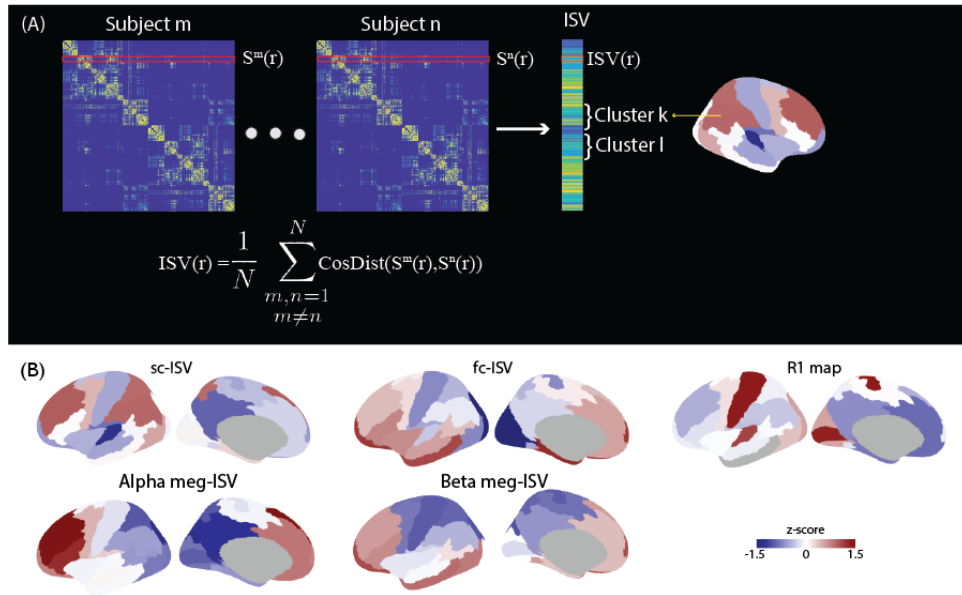 (A)
Subject m
Subject n
ISV
S^m(r)
S^n(r)
ISV(r)
Cluster k
Cluster l
ISV(r) = 1/N ∑ CosDist(S^m(r),S^n(r))
N
m,n=1
m≠n
(B)
sc-ISV
fc-ISV
R1 map
Alpha meg-ISV
Beta meg-ISV
z-score
-1.5 0 1.5